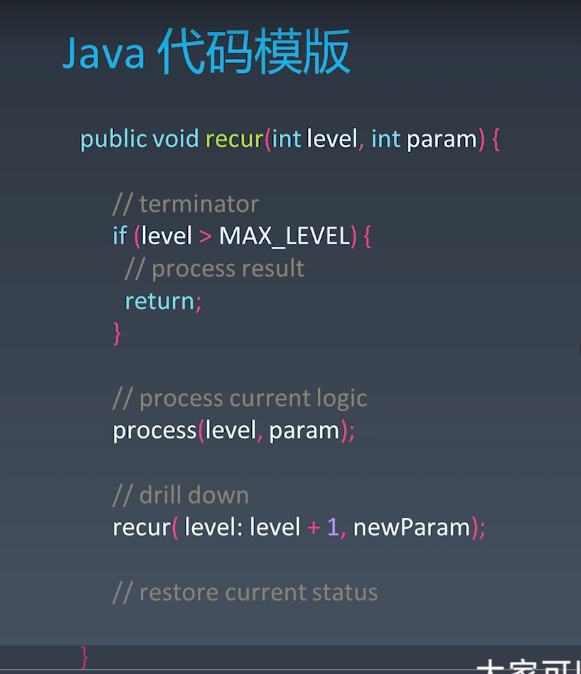 Java 代码模版
public void recur(int level, int param) {
// terminator
if (level > MAX_LEVEL) {
// process result
return;
}
// process current logic
process(level, param);
// drill down
recur( level: level + 1, newParam);
// restore current status
}
大家可